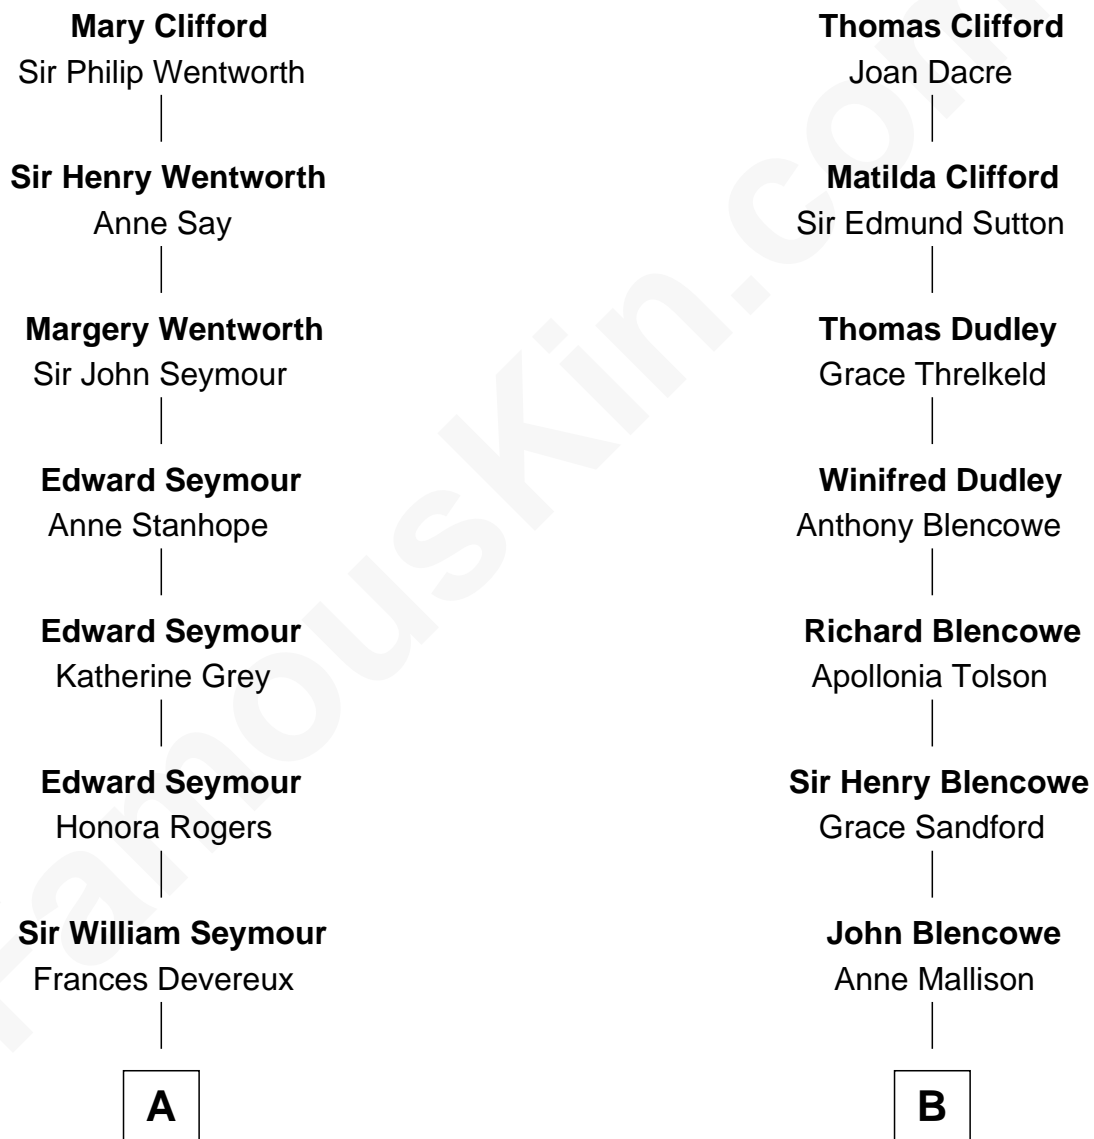 Mary Clifford
Sir Philip Wentworth
Sir Henry Wentworth
Anne Say
Margery Wentworth
Sir John Seymour
Edward Seymour
Anne Stanhope
Edward Seymour
Katherine Grey
Edward Seymour
Honora Rogers
Sir William Seymour
Frances Devereux
A
Thomas Clifford
Joan Dacre
Matilda Clifford
Sir Edmund Sutton
Thomas Dudley
Grace Threlkeld
Winifred Dudley
Anthony Blencowe
Richard Blencowe
Apollonia Tolson
Sir Henry Blencowe
Grace Sandford
John Blencowe
Anne Mallison
B
FamousKin.com